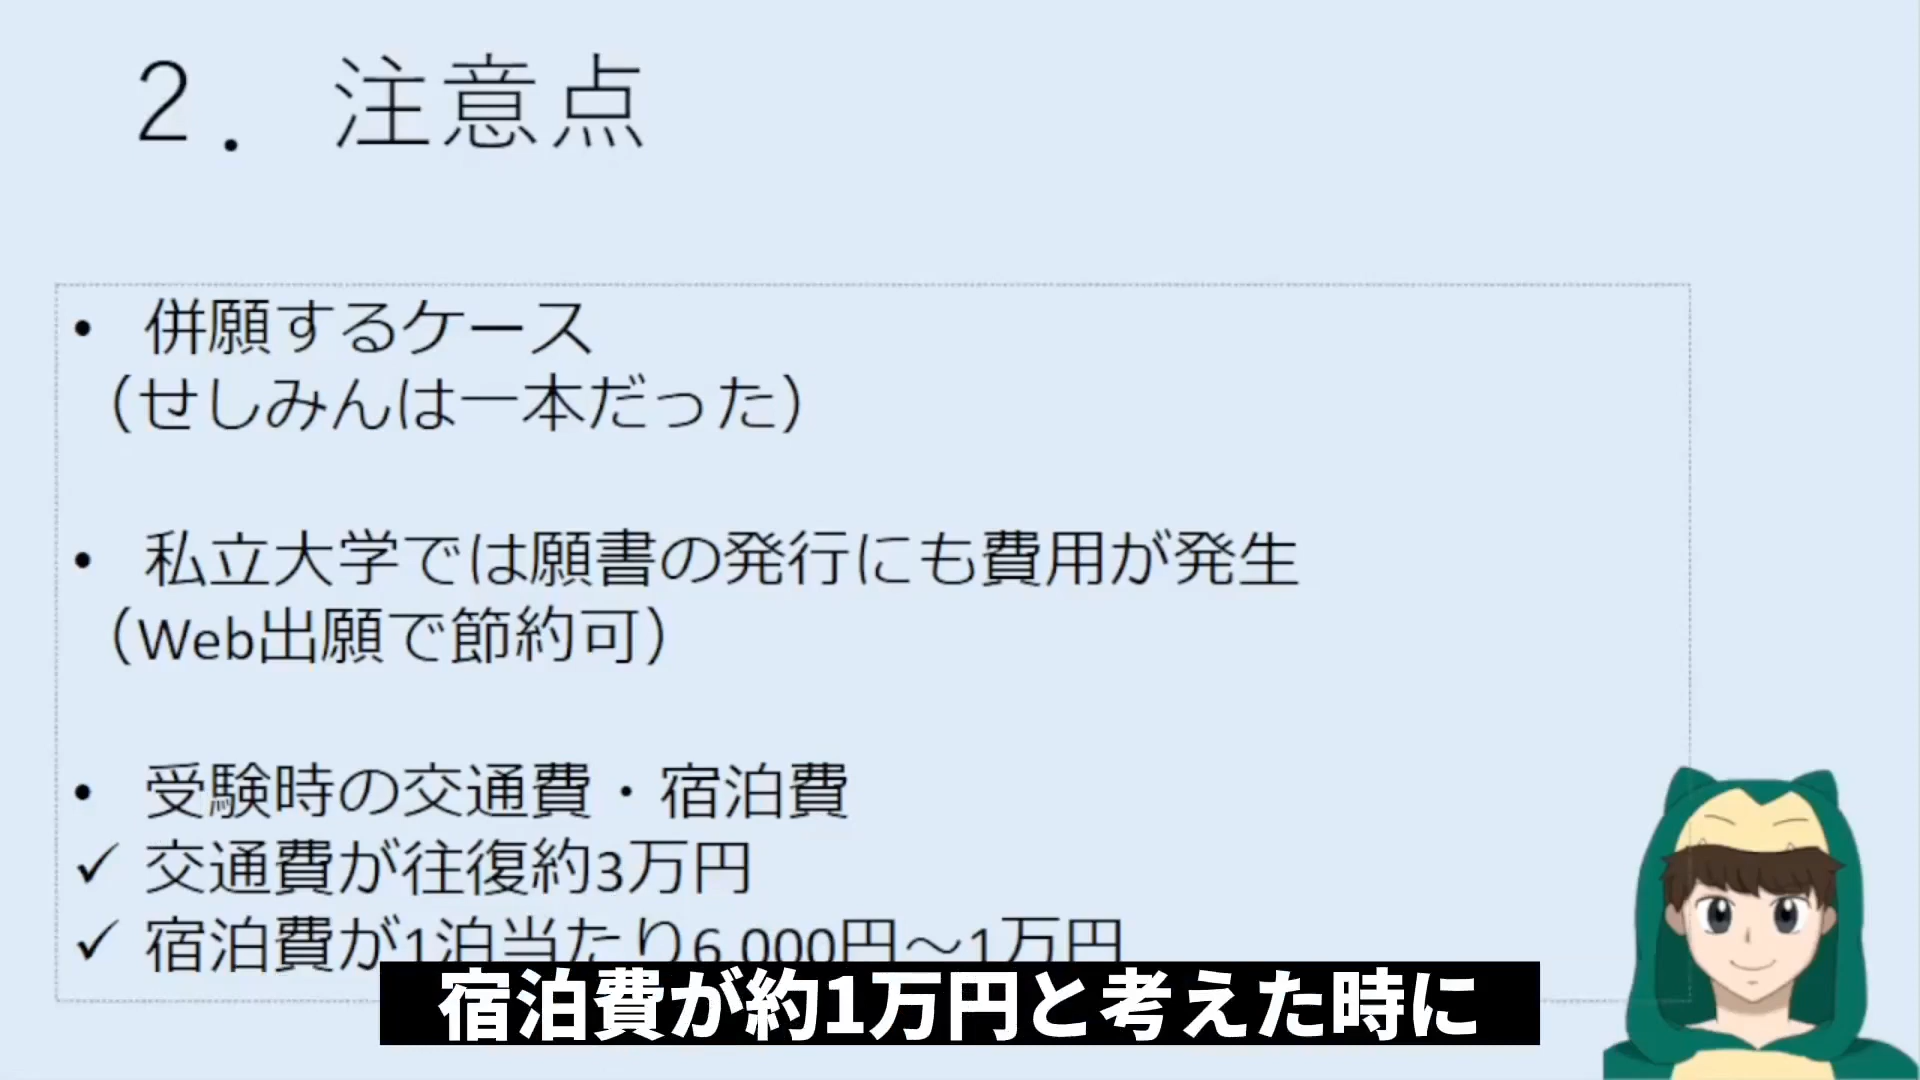 2． 注意点
• 併願するケース
（せしみんは一本だった）
• 私立大学では願書の発行にも費用が発生
（Web出願で節約可）
• 受験時の交通費・宿泊費
✓ 交通費が往復約3万円
✓ 宿泊費が1泊当たり6,000円～1万円
宿泊費が約1万円と考えた時に